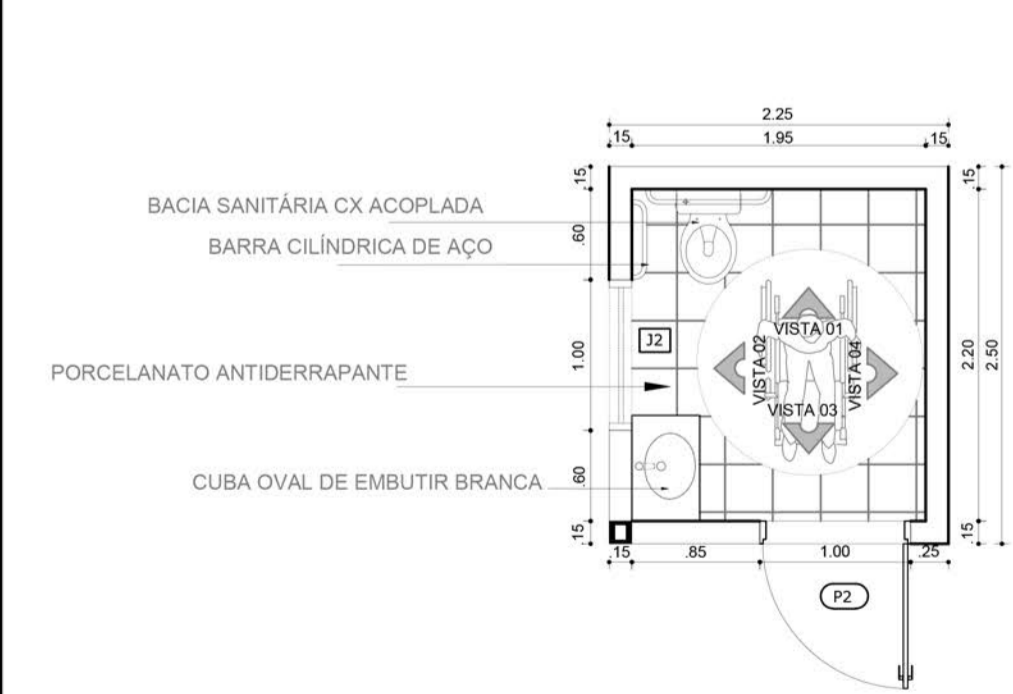 2.25
.15 1.95 .15
.15 .15
BACIA SANITÁRIA CX ACOPLADA
.60
BARRA CILÍNDRICA DE AÇO
VISTA 01
J2
1.00
VISTA 02
VISTA 04
2.20
2.50
PORCELANATO ANTIDERRAPANTE
VISTA 03
CUBA OVAL DE EMBUTIR BRANCA
.60
.15 .15
.15 .85 1.00 .25
P2